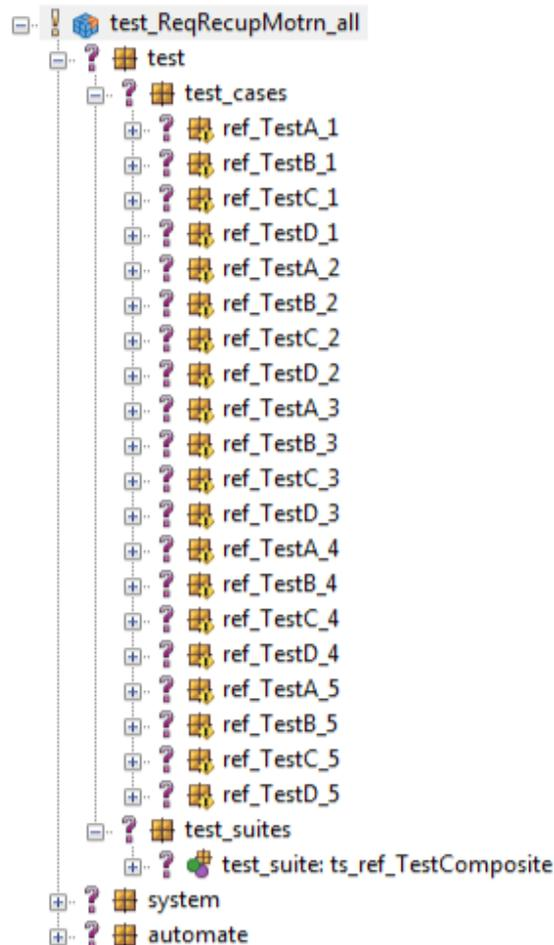 test_ReqRecupMotrn_all
test
test_cases
ref_TestA_1
ref_TestB_1
ref_TestC_1
ref_TestD_1
ref_TestA_2
ref_TestB_2
ref_TestC_2
ref_TestD_2
ref_TestA_3
ref_TestB_3
ref_TestC_3
ref_TestD_3
ref_TestA_4
ref_TestB_4
ref_TestC_4
ref_TestD_4
ref_TestA_5
ref_TestB_5
ref_TestC_5
ref_TestD_5
test_suites
test_suite: ts_ref_TestComposite
system
automate